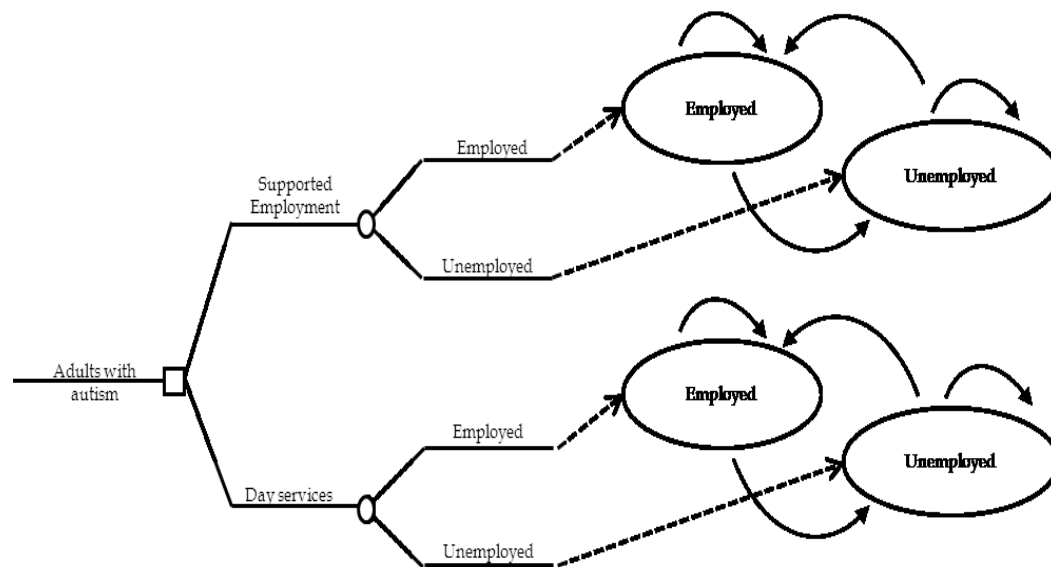 Employed
Unemployed
Employed
Supported
Employment
Unemployed
Adults with
autism
Employed
Unemployed
Employed
Day services
Unemployed